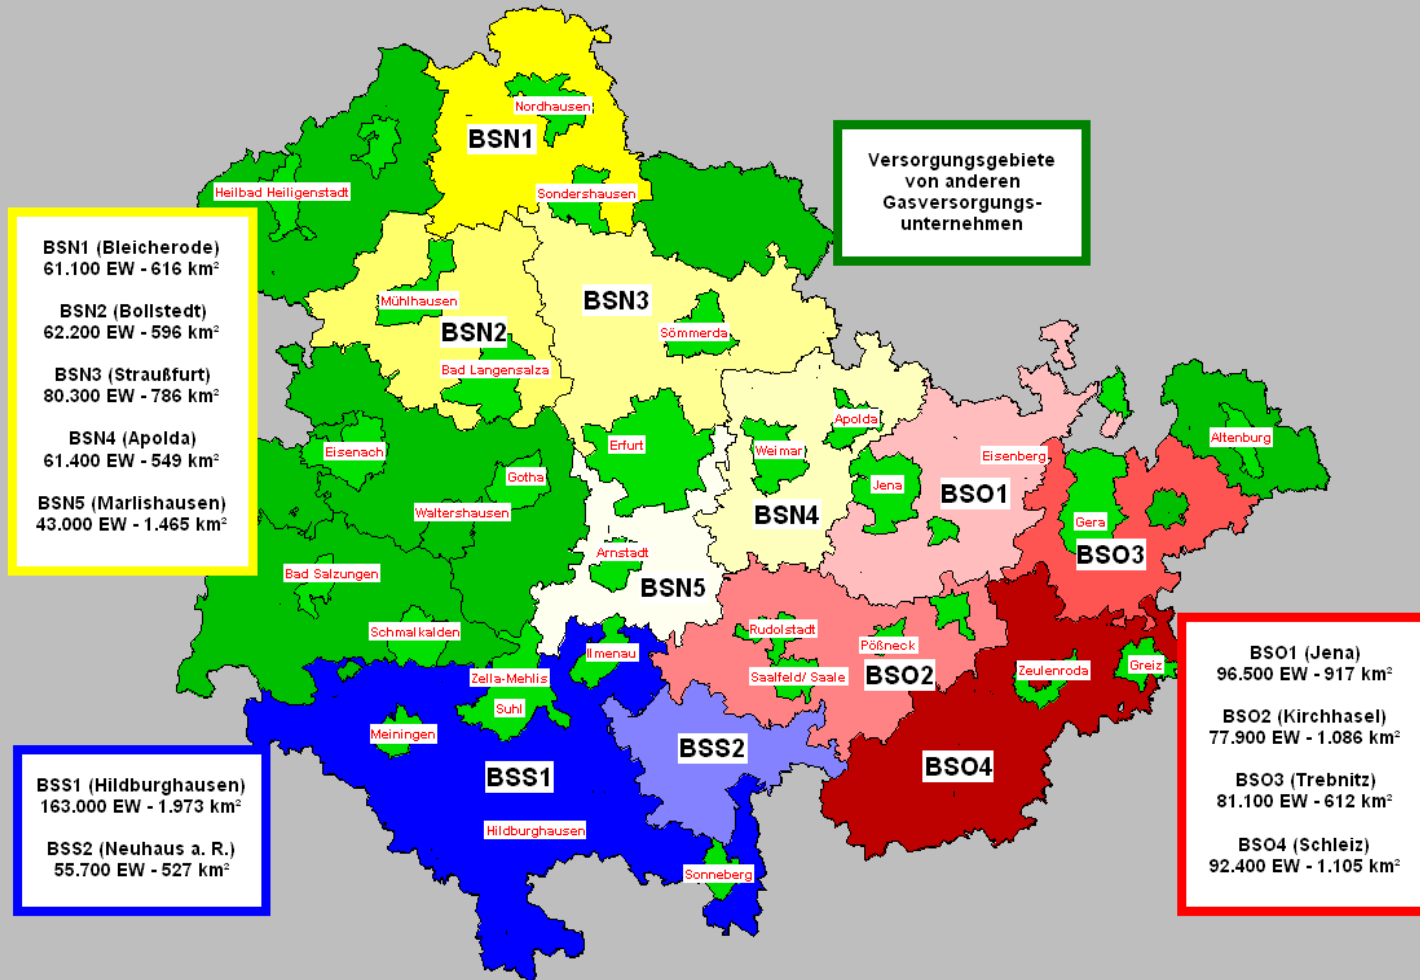 Nordhausen
BSN1
Sondershausen
Heilbad Heiligenstadt
Versorgungsgebiete
von anderen
Gasversorgungs-
unternehmen
BSN1 (Bleicherode)
61.100 EW - 616 km²
BSN2 (Bollstedt)
62.200 EW - 596 km²
BSN3 (Straußfurt)
80.300 EW - 786 km²
BSN4 (Apolda)
61.400 EW - 549 km²
BSN5 (Marlishausen)
43.000 EW - 1.465 km²
Mühlhausen
BSN3
BSN2
Sömmerda
Bad Langensalza
Apolda
Eisenach
Erfurt
Weimar
Eisenberg
Altenburg
Gotha
Jena
BSO1
Waltershausen
BSN4
Gera
BSO3
Arnstadt
Bad Salzungen
BSN5
Schmalkalden
Rudolstadt
Pößneck
Ilmenau
Zella-Mehlis
Saalfeld/ Saale
BSO2
Zeulenroda
Greiz
Suhl
Meiningen
BSS2
BSS1
BSO4
Hildburghausen
Sonneberg
BSS1 (Hildburghausen)
163.000 EW - 1.973 km²
BSS2 (Neuhaus a. R.)
55.700 EW - 527 km²
BSO1 (Jena)
96.500 EW - 917 km²
BSO2 (Kirchhasel)
77.900 EW - 1.086 km²
BSO3 (Trebnitz)
81.100 EW - 612 km²
BSO4 (Schleiz)
92.400 EW - 1.105 km²